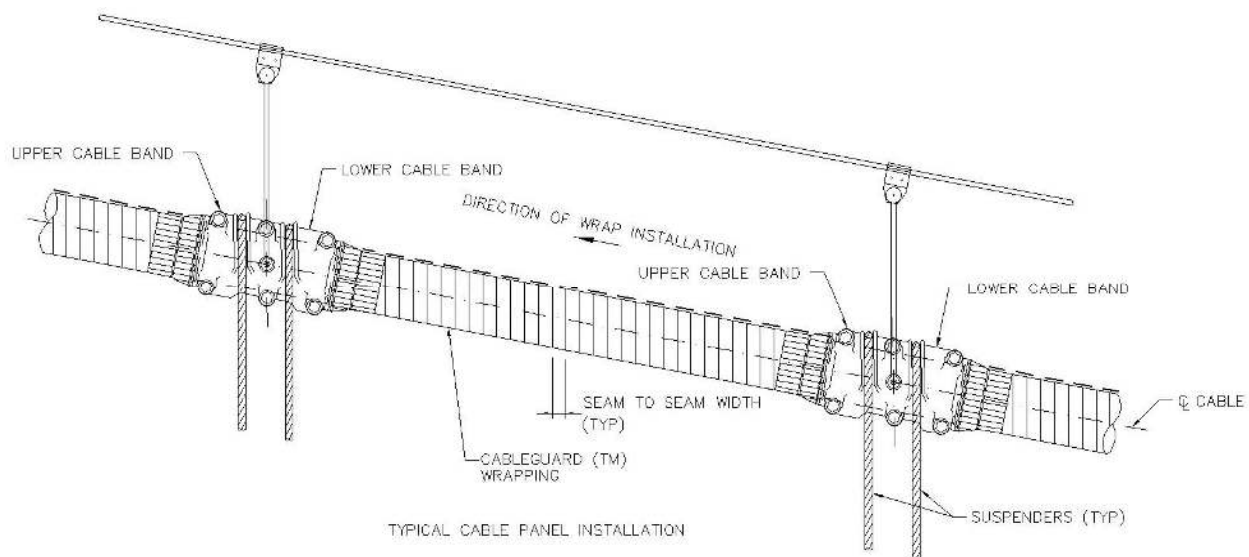 UPPER CABLE BAND
LOWER CABLE BAND
DIRECTION OF WRAP INSTALLATION
UPPER CABLE BAND
LOWER CABLE BAND
SEAM TO SEAM WIDTH
(TYP)
℄ CABLE
CABLEGUARD (TM)
WRAPPING
SUSPENDERS (TYP)
TYPICAL CABLE PANEL INSTALLATION